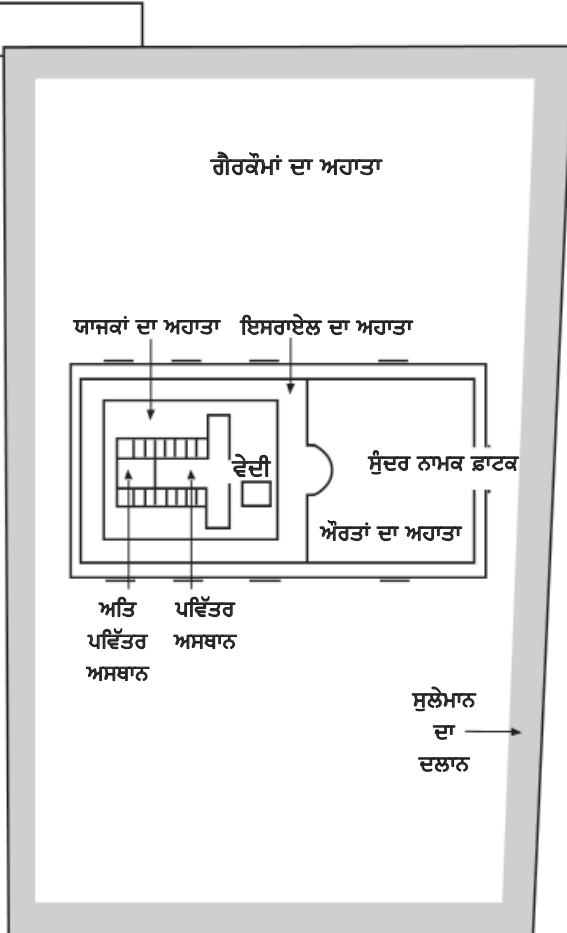 ਗੈਰਕੌਮਾਂ ਦਾ ਅਹਾਤਾ
ਯਾਜਕਾਂ ਦਾ ਅਹਾਤਾ
ਇਸਰਾਏਲ ਦਾ ਅਹਾਤਾ
ਵੇਦੀ
ਸੁੰਦਰ ਨਾਮਕ ਫ਼ਾਟਕ
ਔਰਤਾਂ ਦਾ ਅਹਾਤਾ
ਅਤਿ
ਪਵਿੱਤਰ
ਅਸਥਾਨ
ਪਵਿੱਤਰ
ਅਸਥਾਨ
ਸੁਲੇਮਾਨ
ਦਾ
ਦਲਾਨ